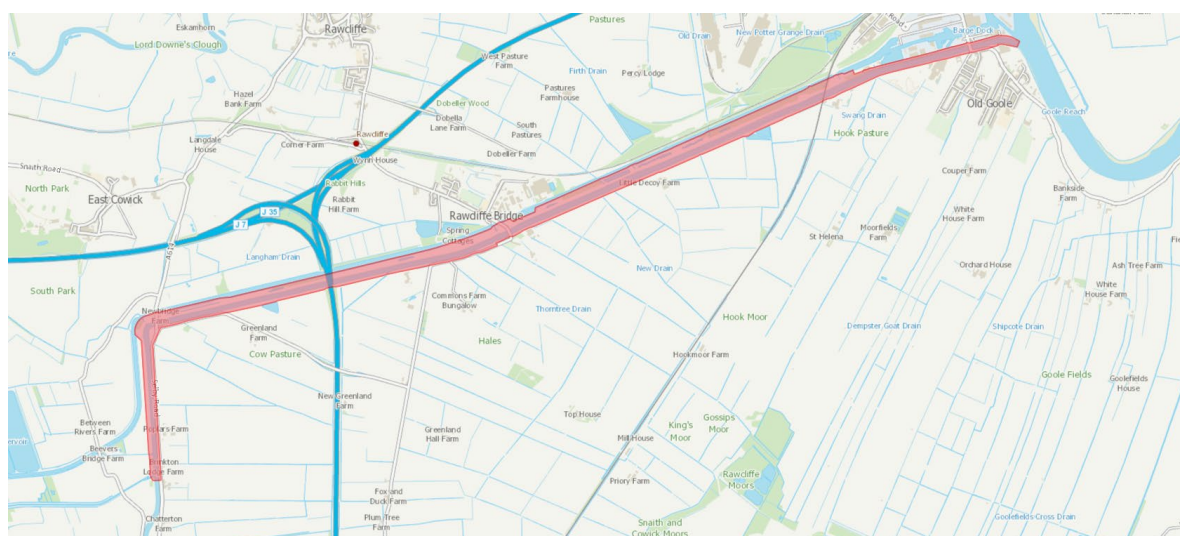 Eskamhorn
Pastures
Rawcliffe
Lord Downe's Clough
Old Drain
New Potter Grange Drain
Road
Barge Dock
West Pasture
Farm
Firth Drain
Percy Lodge
Hazel
Bank Farm
Pastures
Farmhouse
Dobeller Wood
Old Goole
Goole Reach
Dobella
Lane Farm
South
Pastures
Swang Drain
Hook Pasture
Langdale
House
Corner Farm
Rawcliffe
Dobeller Farm
Wynn House
Snaith Road
North Park
East Cowick
Rabbit Hills
Rabbit
Hill Farm
Little Decoy Farm
Couper Farm
Bankside
Farm
J 35
J 7
Rawcliffe Bridge
Spring
Cottages
White
House Farm
Moorfields
Farm
St Helena
A614
Langham Drain
New Drain
Orchard House
Ash Tree Farm
White
House Farm
South Park
Commons Farm
Bungalow
Thorntree Drain
Hook Moor
Dempster Goat Drain
Shipcote Drain
Newbridge
Farm
Greenland
Farm
Cow Pasture
Hales
Hookmoor Farm
Goole Fields
Goolefields
House
New Greenland
Farm
Top House
Gossips
Moor
King's
Moor
Between
Rivers Farm
Poplars Farm
Greenland
Hall Farm
Mill House
Beevers
Bridge Farm
Brinkton
Lodge Farm
Rawcliffe
Moors
Priory Farm
Fox and
Duck Farm
Plum Tree
Farm
Chatterton
Farm
Snaith and
Cowick Moors
Goolefields Cross Drain